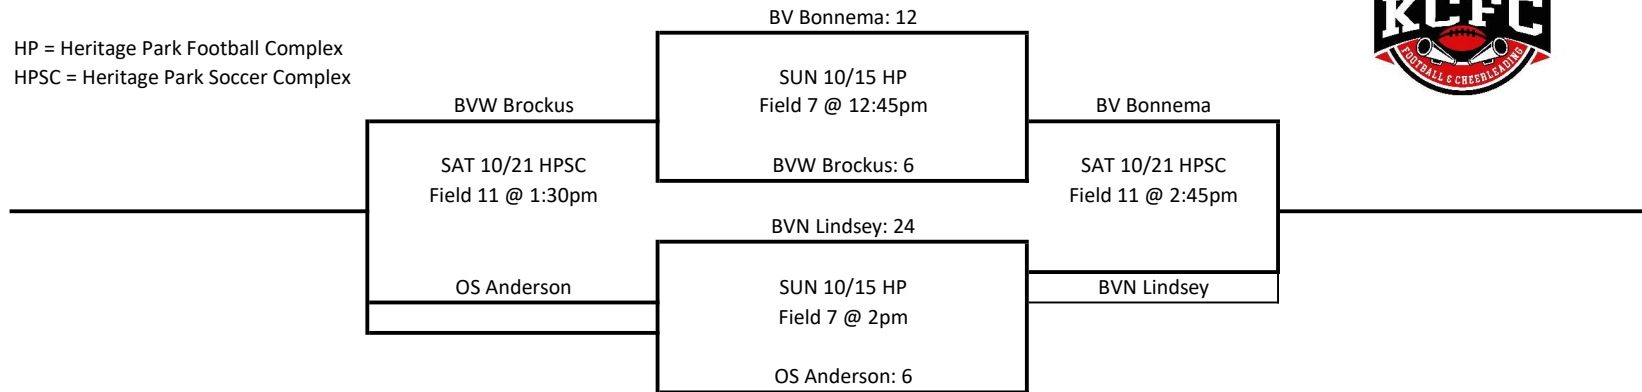 BV Bonnema: 12
KCFC
FOOTBALL & CHEERLEADING
HP = Heritage Park Football Complex
HPSC = Heritage Park Soccer Complex
SUN 10/15 HP
Field 7 @ 12:45pm
BVW Brockus
BV Bonnema
SAT 10/21 HPSC
Field 11 @ 1:30pm
BVW Brockus: 6
SAT 10/21 HPSC
Field 11 @ 2:45pm
BVN Lindsey: 24
OS Anderson
SUN 10/15 HP
Field 7 @ 2pm
BVN Lindsey
OS Anderson: 6